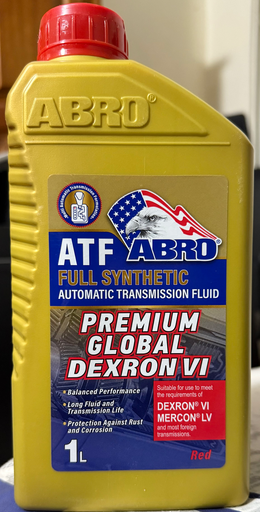 ABRO®
ATF ABRO®
FULL SYNTHETIC
AUTOMATIC TRANSMISSION FLUID
PREMIUM
GLOBAL
DEXRON VI
• Balanced Performance
• Long Fluid and
Transmission Life
• Protection Against Rust
and Corrosion
Suitable for use to meet
the requirements of
DEXRON® VI
MERCON® LV
and most foreign
transmissions.
1L
Red